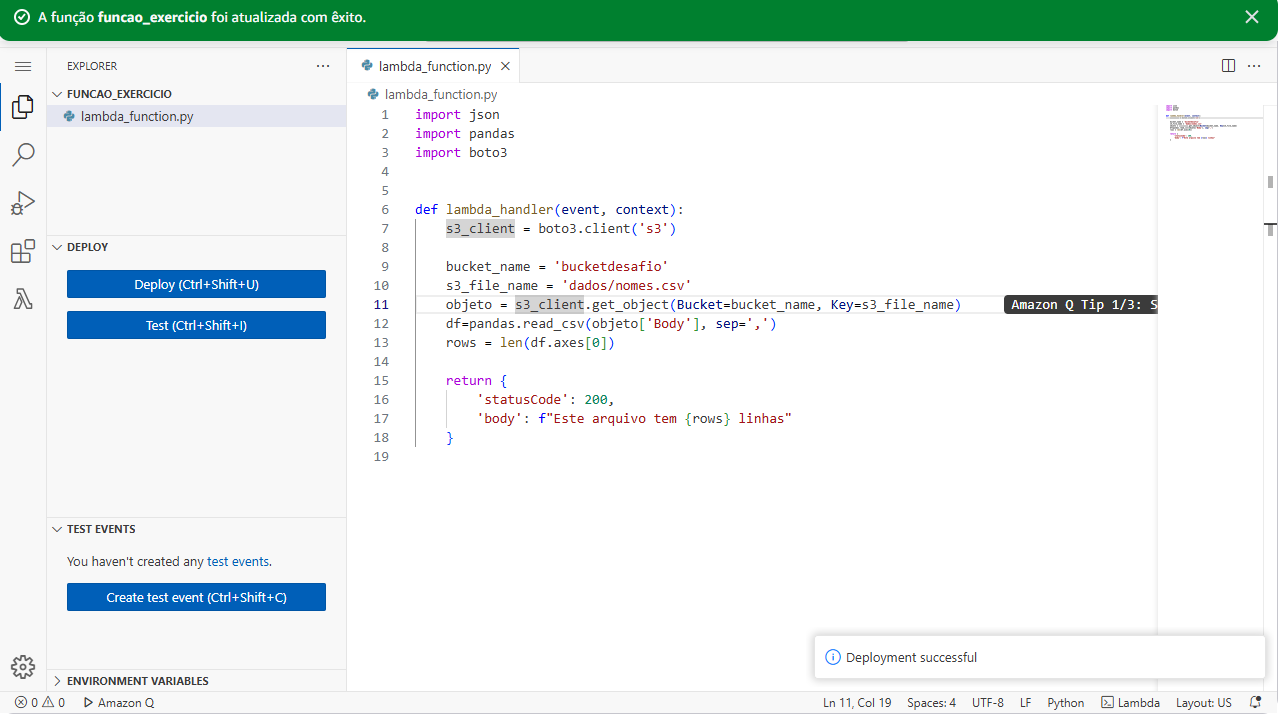 A função funcao_exercicio foi atualizada com êxito.
EXPLORER
FUNCAO_EXERCICIO
lambda_function.py
DEPLOY
Deploy (Ctrl+Shift+U)
Test (Ctrl+Shift+I)
TEST EVENTS
You haven't created any test events.
Create test event (Ctrl+Shift+C)
ENVIRONMENT VARIABLES
lambda_function.py
lambda_function.py
1 import json
2 import pandas
3 import boto3
4
5
6 def lambda_handler(event, context):
7     s3_client = boto3.client('s3')
8
9     bucket_name = 'bucketdesafio'
10     s3_file_name = 'dados/nomes.csv'
11     objeto = s3_client.get_object(Bucket=bucket_name, Key=s3_file_name) Amazon Q Tip 1/3: S
12     df=pandas.read_csv(objeto['Body'], sep=',')
13     rows = len(df.axes[0])
14
15     return {
16         'statusCode': 200,
17         'body': f"Este arquivo tem {rows} linhas"
18     }
19
Deployment successful
0 0 Amazon Q Ln 11, Col 19 Spaces: 4 UTF-8 LF Python Lambda Layout: US